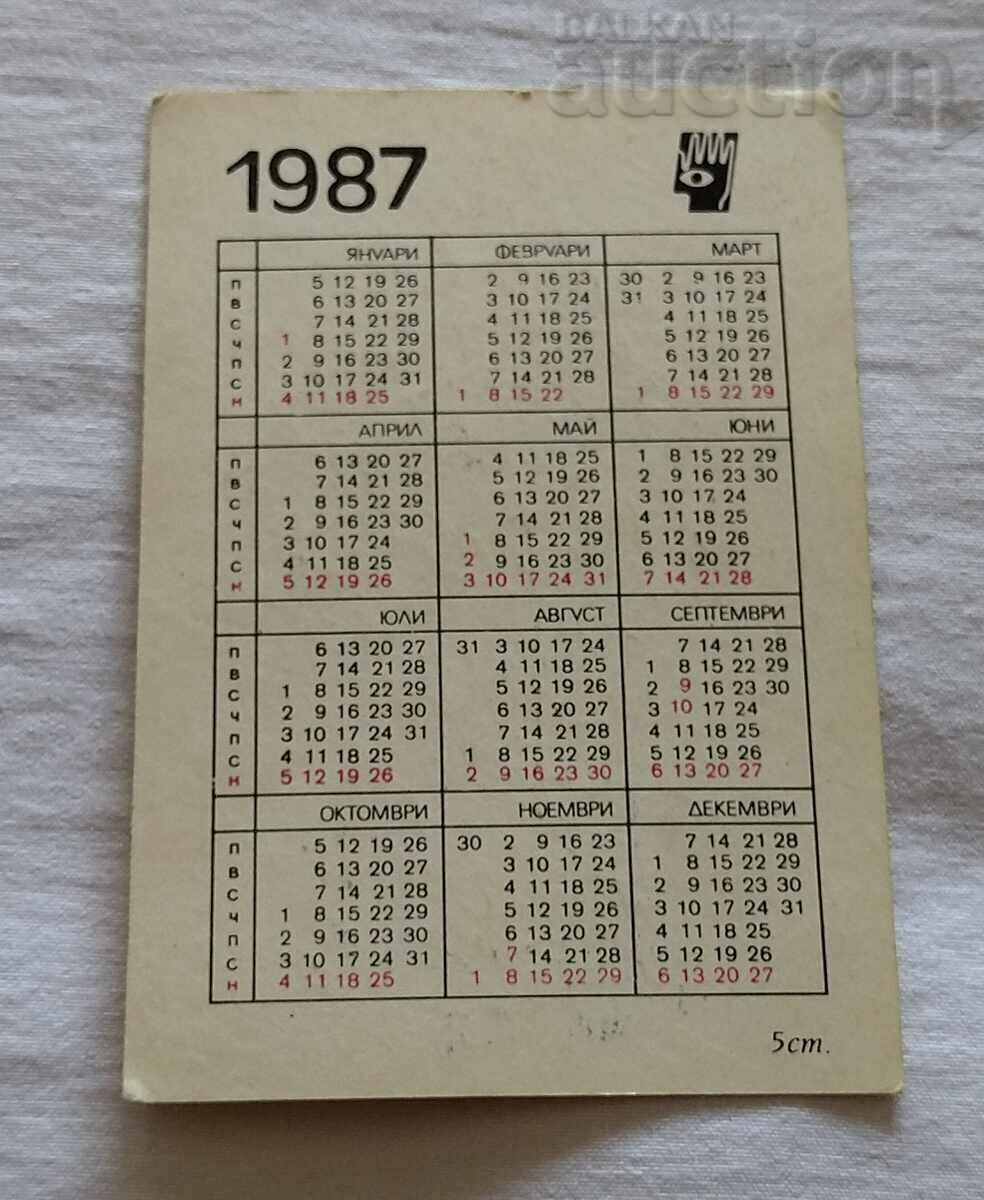 BALKAN
auction
1987
ЯНУАРИ ФЕВРУАРИ МАРТ
П 5 12 19 26 2 9 16 23 30 2 9 16 23
В 6 13 20 27 3 10 17 24 31 3 10 17 24
С 7 14 21 28 4 11 18 25 4 11 18 25
Ч 1 8 15 22 29 5 12 19 26 5 12 19 26
П 2 9 16 23 30 6 13 20 27 6 13 20 27
С 3 10 17 24 31 7 14 21 28 7 14 21 28
Н 4 11 18 25 1 8 15 22 1 8 15 22 29
АПРИЛ МАЙ ЮНИ
П 6 13 20 27 4 11 18 25 1 8 15 22 29
В 7 14 21 28 5 12 19 26 2 9 16 23 30
С 1 8 15 22 29 6 13 20 27 3 10 17 24
Ч 2 9 16 23 30 7 14 21 28 4 11 18 25
П 3 10 17 24 1 8 15 22 29 5 12 19 26
С 4 11 18 25 2 9 16 23 30 6 13 20 27
Н 5 12 19 26 3 10 17 24 31 7 14 21 28
ЮЛИ АВГУСТ СЕПТЕМВРИ
П 6 13 20 27 31 3 10 17 24 7 14 21 28
В 7 14 21 28 4 11 18 25 1 8 15 22 29
С 1 8 15 22 29 5 12 19 26 2 9 16 23 30
Ч 2 9 16 23 30 6 13 20 27 3 10 17 24
П 3 10 17 24 31 7 14 21 28 4 11 18 25
С 4 11 18 25 1 8 15 22 29 5 12 19 26
Н 5 12 19 26 2 9 16 23 30 6 13 20 27
ОКТОМВРИ НОЕМВРИ ДЕКЕМВРИ
П 5 12 19 26 30 2 9 16 23 7 14 21 28
В 6 13 20 27 3 10 17 24 1 8 15 22 29
С 7 14 21 28 4 11 18 25 2 9 16 23 30
Ч 1 8 15 22 29 5 12 19 26 3 10 17 24 31
П 2 9 16 23 30 6 13 20 27 4 11 18 25
С 3 10 17 24 31 7 14 21 28 5 12 19 26
Н 4 11 18 25 1 8 15 22 29 6 13 20 27
5 ст.